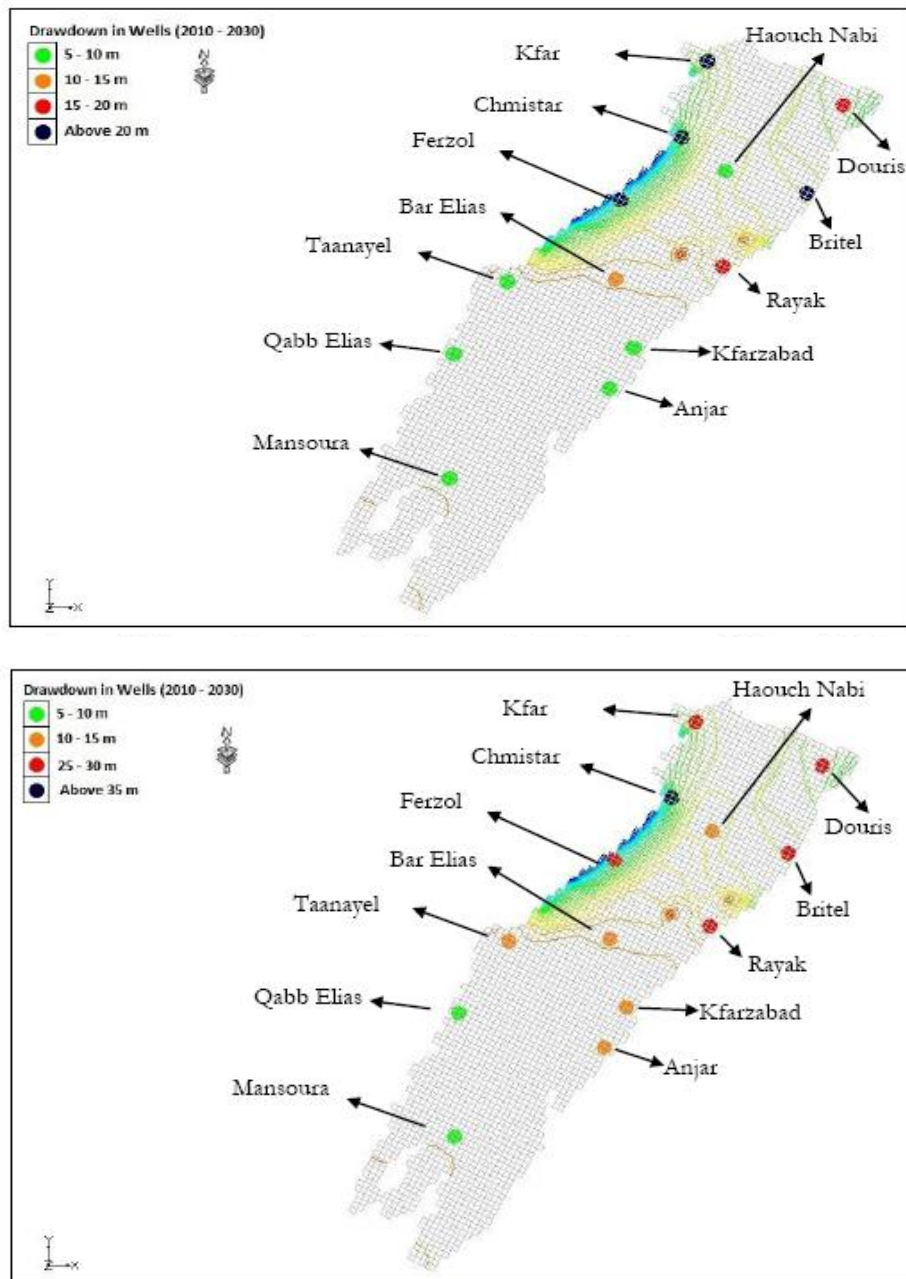 Drawdown in Wells (2010 - 2030)
5 - 10 m
10 - 15 m
15 - 20 m
Above 20 m
N
Kfar
Haouch Nabi
Chmistar
Ferzol
Douris
Bar Elias
Britel
Taanayel
Rayak
Qabb Elias
Kfarzabad
Anjar
Mansoura
Y
Z
X
Drawdown in Wells (2010 - 2030)
5 - 10 m
10 - 15 m
25 - 30 m
Above 35 m
N
Kfar
Haouch Nabi
Chmistar
Ferzol
Douris
Bar Elias
Britel
Taanayel
Rayak
Qabb Elias
Kfarzabad
Anjar
Mansoura
Y
Z
X